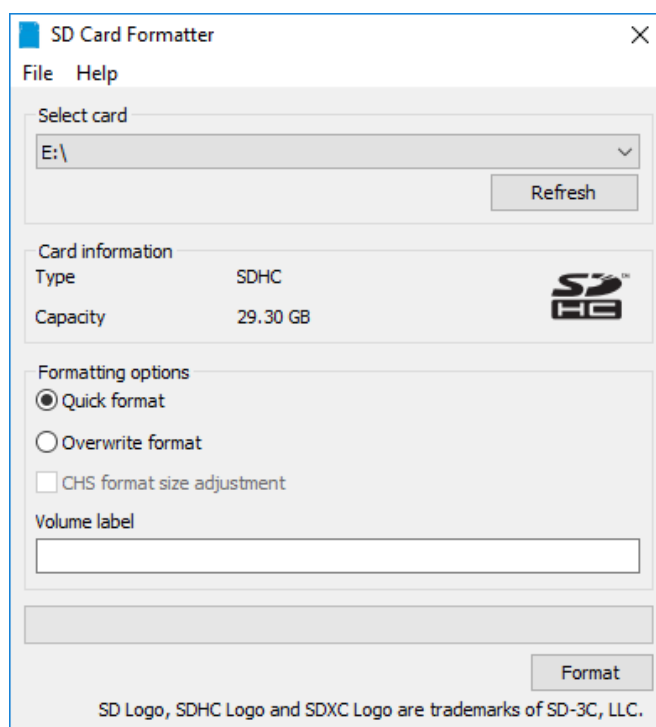 SD Card Formatter
File Help
Select card
E:\
Refresh
Card information
Type SDHC
Capacity 29.30 GB
SD HC TM
Formatting options
Quick format
Overwrite format
CHS format size adjustment
Volume label
Format
SD Logo, SDHC Logo and SDXC Logo are trademarks of SD-3C, LLC.